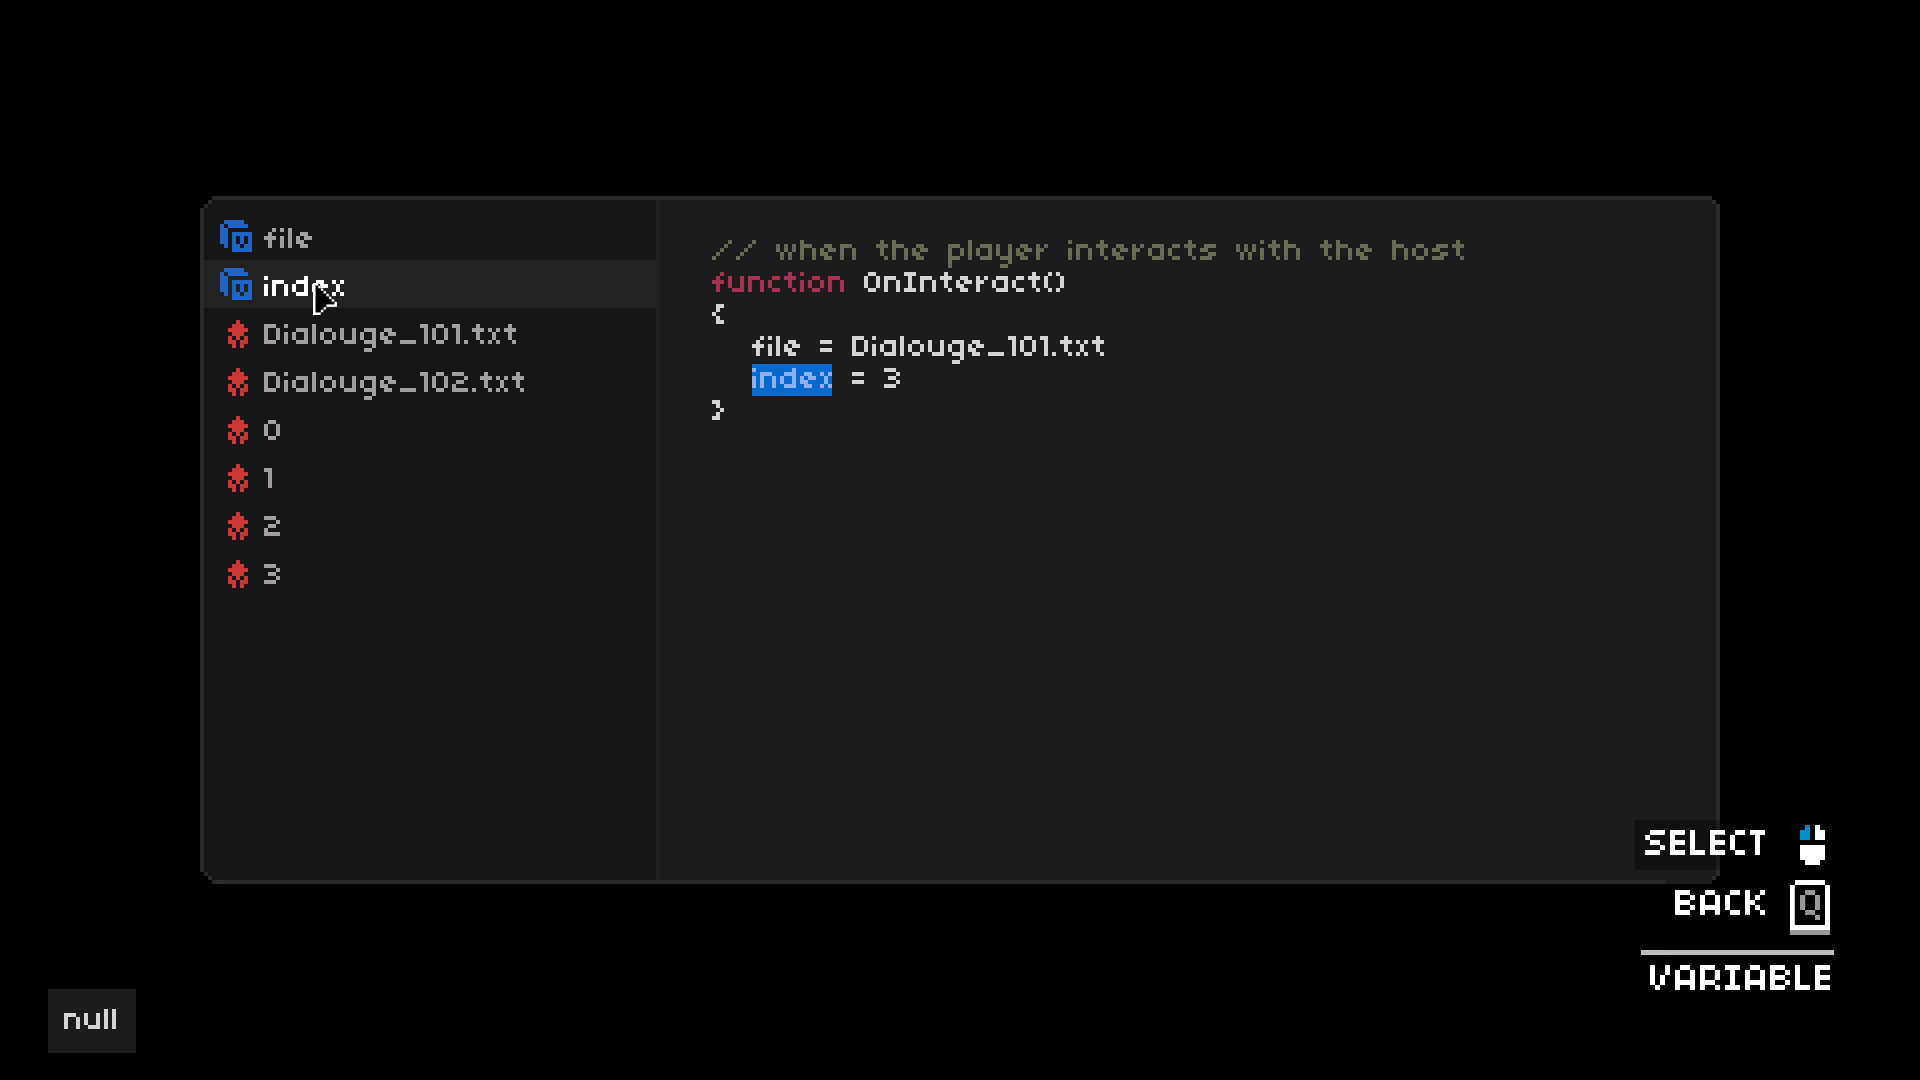 file
index
Dialouge_101.txt
Dialouge_102.txt
0
1
2
3
// when the player interacts with the host
function OnInteract()
{
file = Dialouge_101.txt
index = 3
}
SELECT
BACK Q
VARIABLE
null